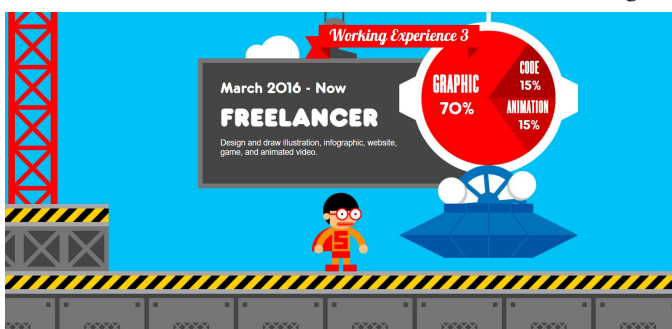 Working Experience 3
March 2016 - Now
FREELANCER
Design and draw illustration, infographic, website,
game, and animated video.
GRAPHIC
70%
CODE
15%
ANIMATION
15%
S